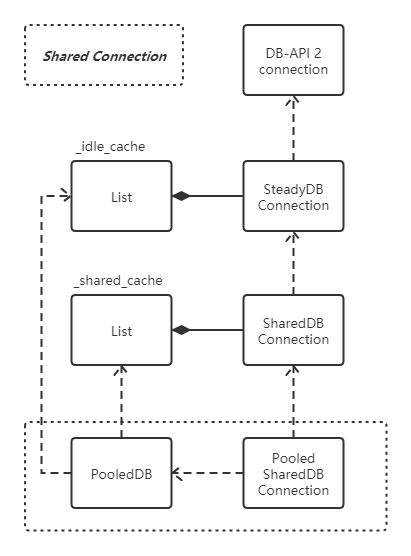 Shared Connection
DB-API 2
connection
_idle_cache
List
SteadyDB
Connection
_shared_cache
List
SharedDB
Connection
PooledDB
Pooled
SharedDB
Connection